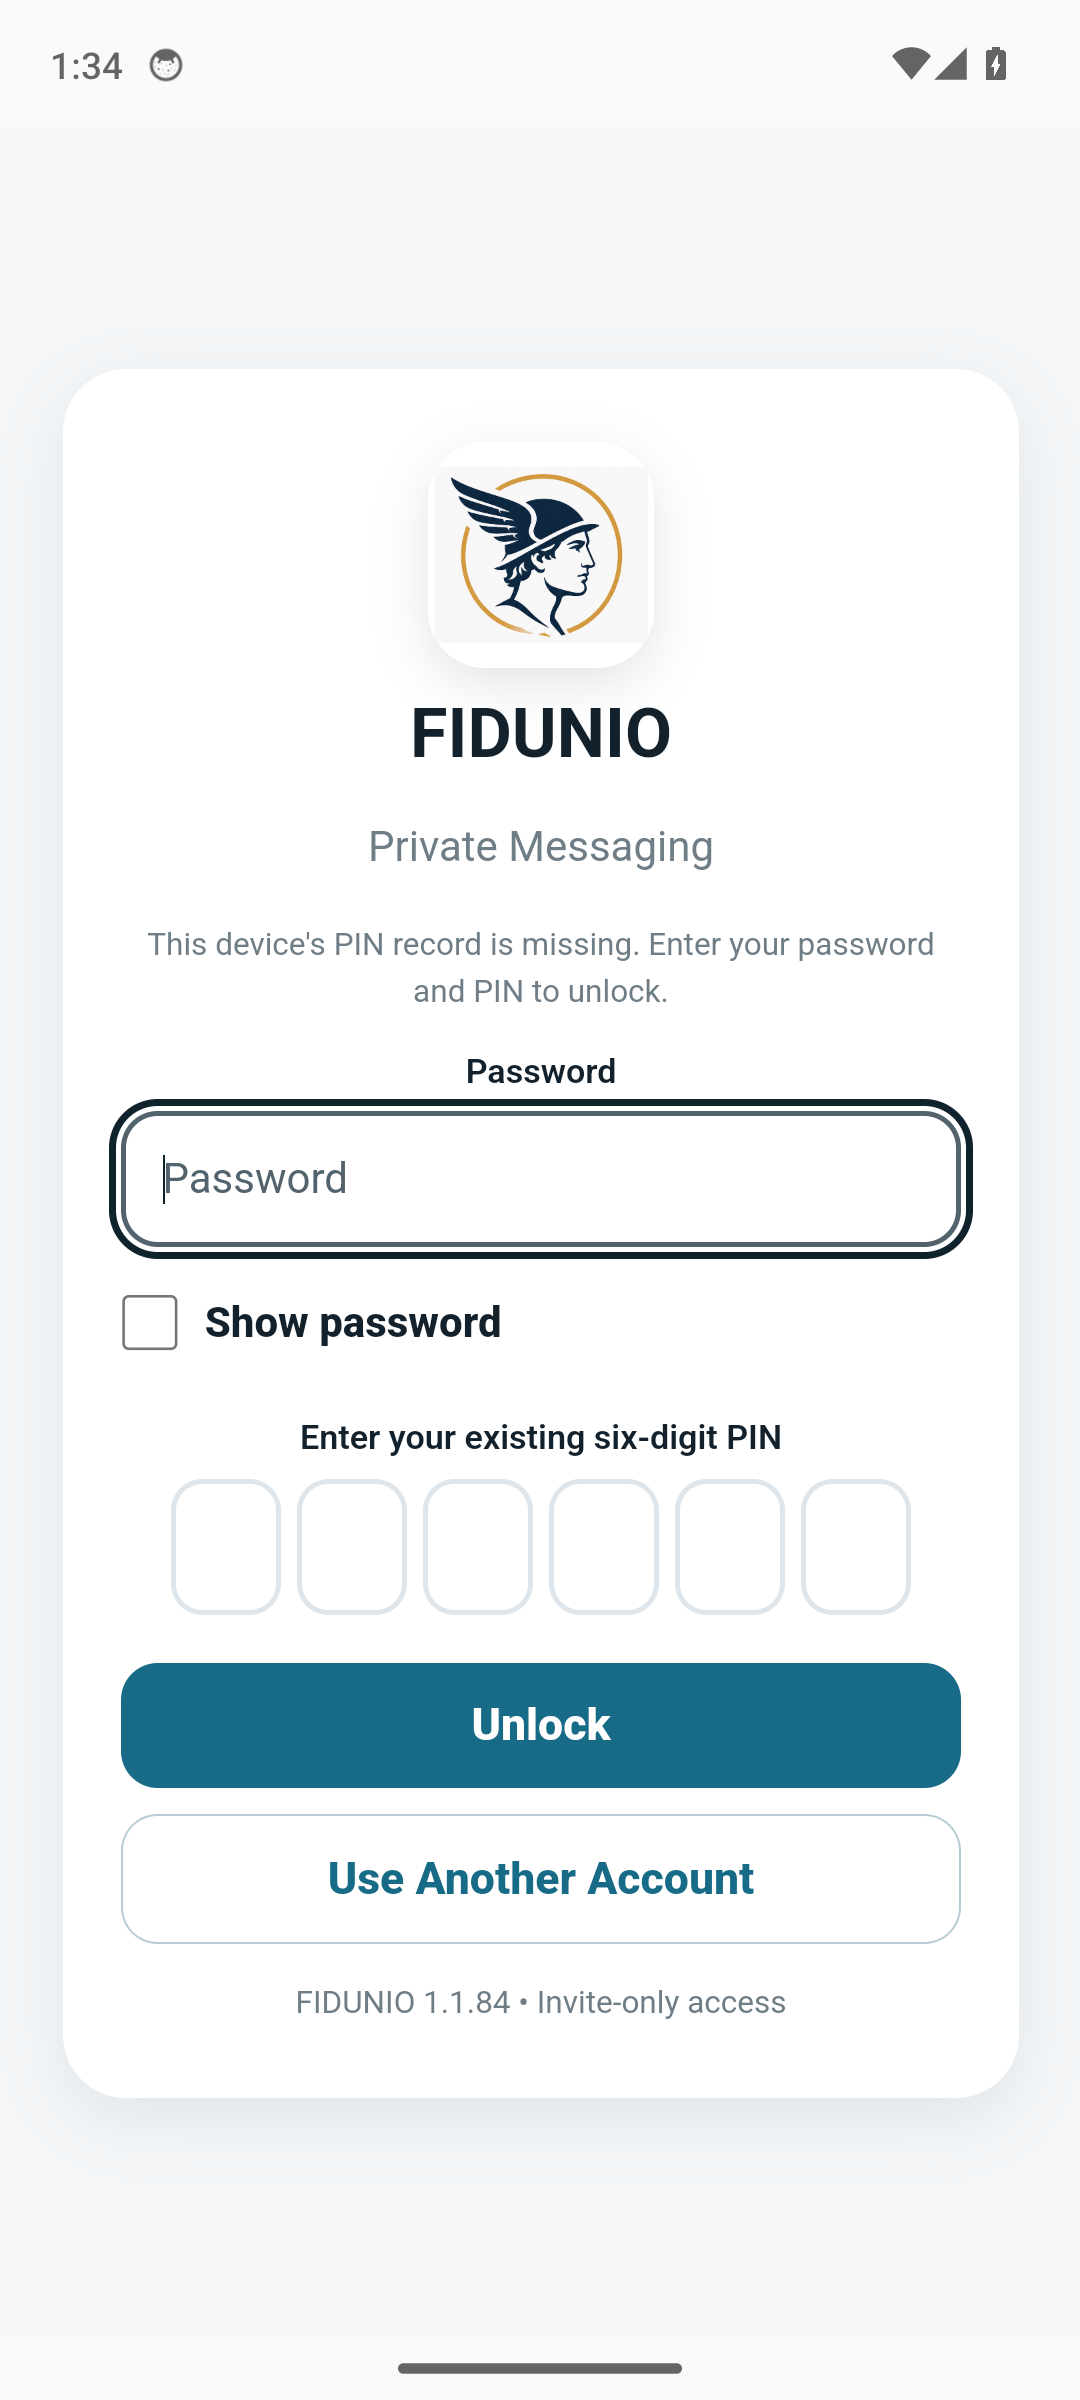 1:34
FIDUNIO
Private Messaging
This device's PIN record is missing. Enter your password
and PIN to unlock.
Password
Password
Show password
Enter your existing six-digit PIN
Unlock
Use Another Account
FIDUNIO 1.1.84 • Invite-only access